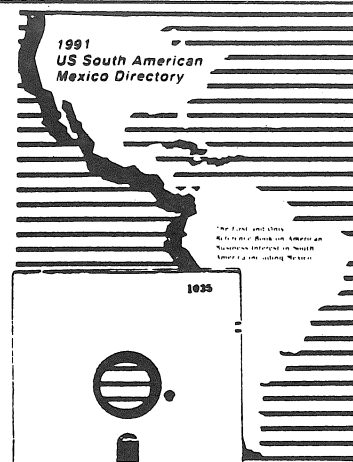 1991
US South American
Mexico Directory
The First and Only
Reference Book on American
Business Interest in South
America including Mexico
1035